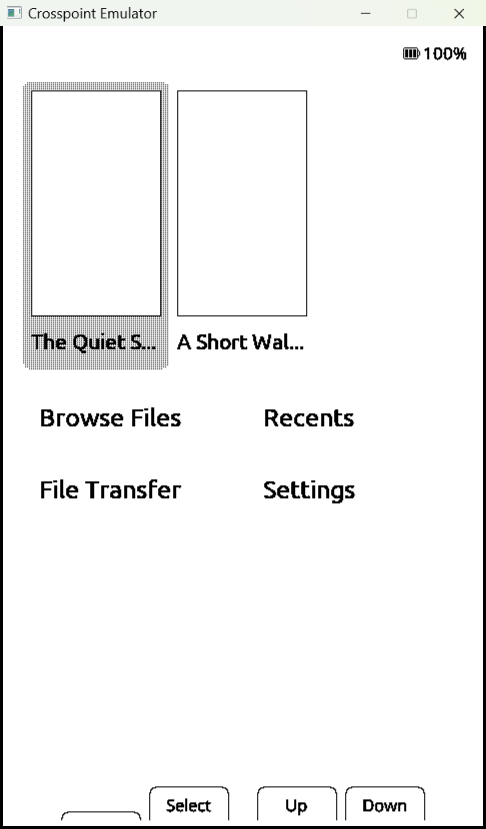 Crosspoint Emulator
100%
The Quiet S... A Short Wal...
Browse Files Recents
File Transfer Settings
Select Up Down